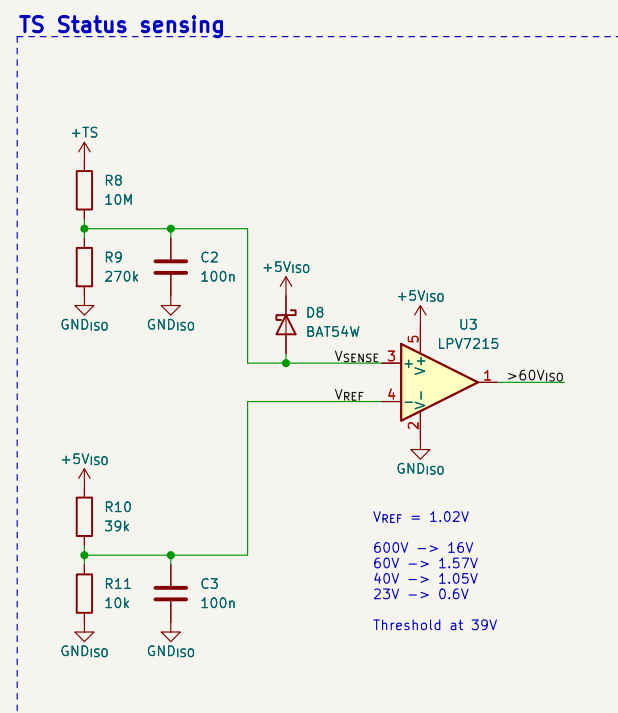 TS Status sensing
+TS
R8
10M
R9
270k
C2
100n
GNDISO
GNDISO
+5VISO
D8
BAT54W
+5VISO
U3
LPV7215
VSENSE
3
+
5
V+
1
>60VISO
VREF
4
−
V−
2
GNDISO
+5VISO
R10
39k
R11
10k
C3
100n
GNDISO
GNDISO
VREF = 1.02V
600V -> 16V
60V -> 1.57V
40V -> 1.05V
23V -> 0.6V
Threshold at 39V